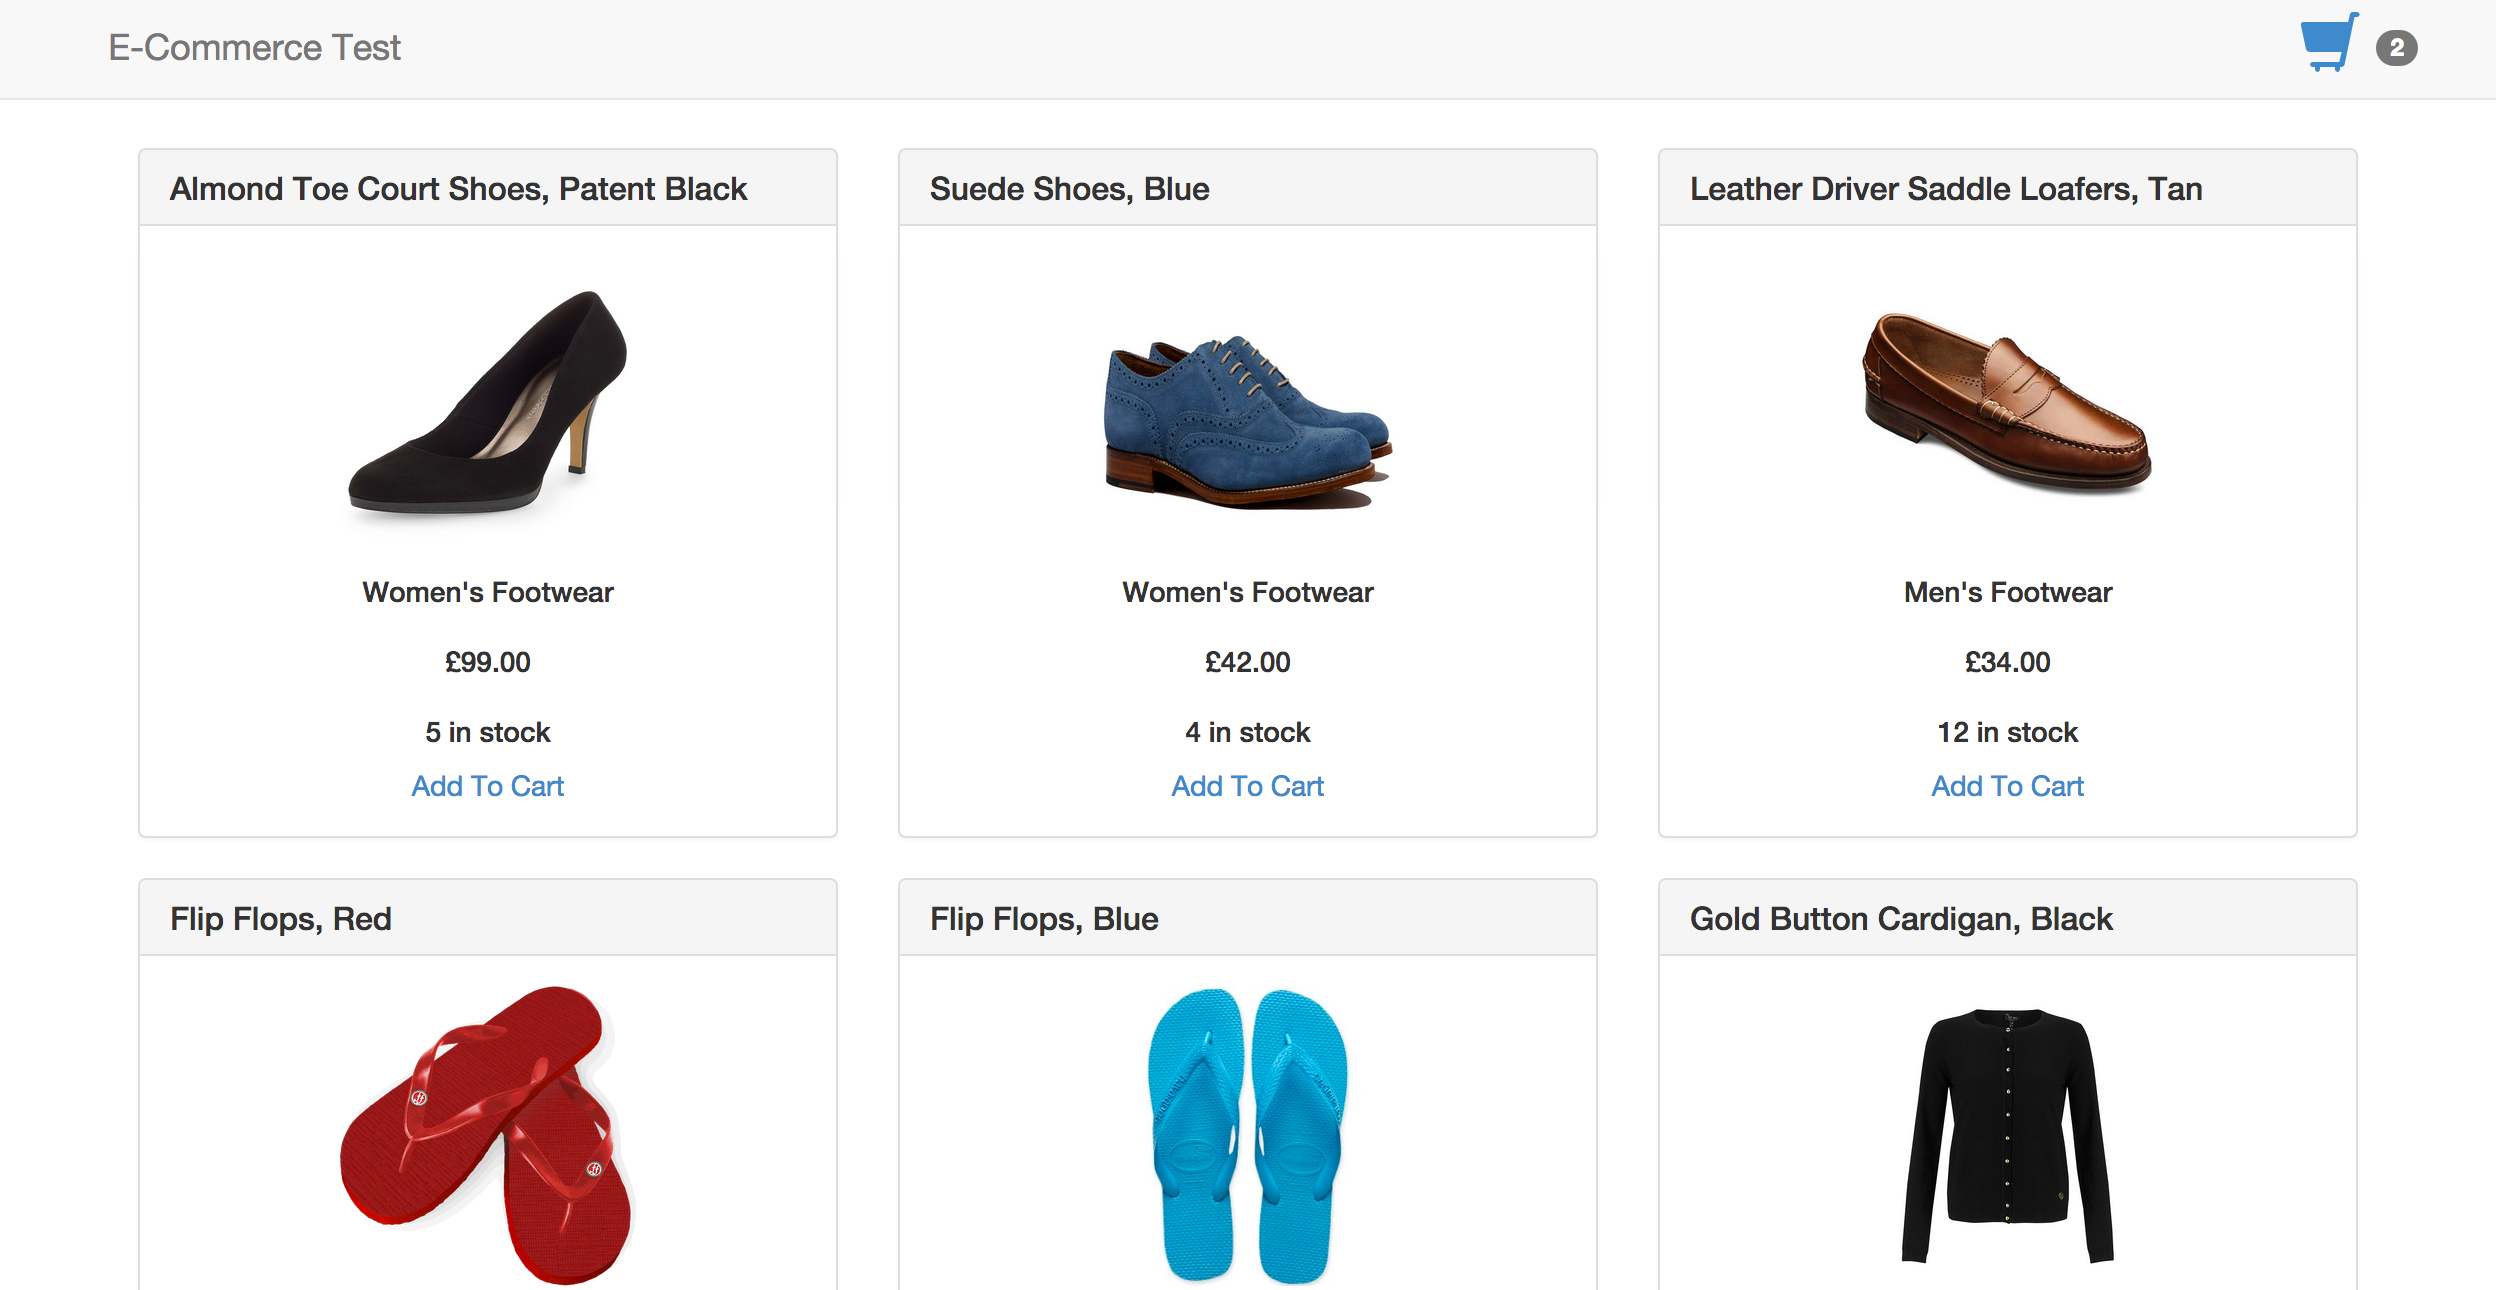 E-Commerce Test
2
Almond Toe Court Shoes, Patent Black
Women's Footwear
£99.00
5 in stock
Add To Cart
Suede Shoes, Blue
Women's Footwear
£42.00
4 in stock
Add To Cart
Leather Driver Saddle Loafers, Tan
Men's Footwear
£34.00
12 in stock
Add To Cart
Flip Flops, Red
Flip Flops, Blue
Gold Button Cardigan, Black